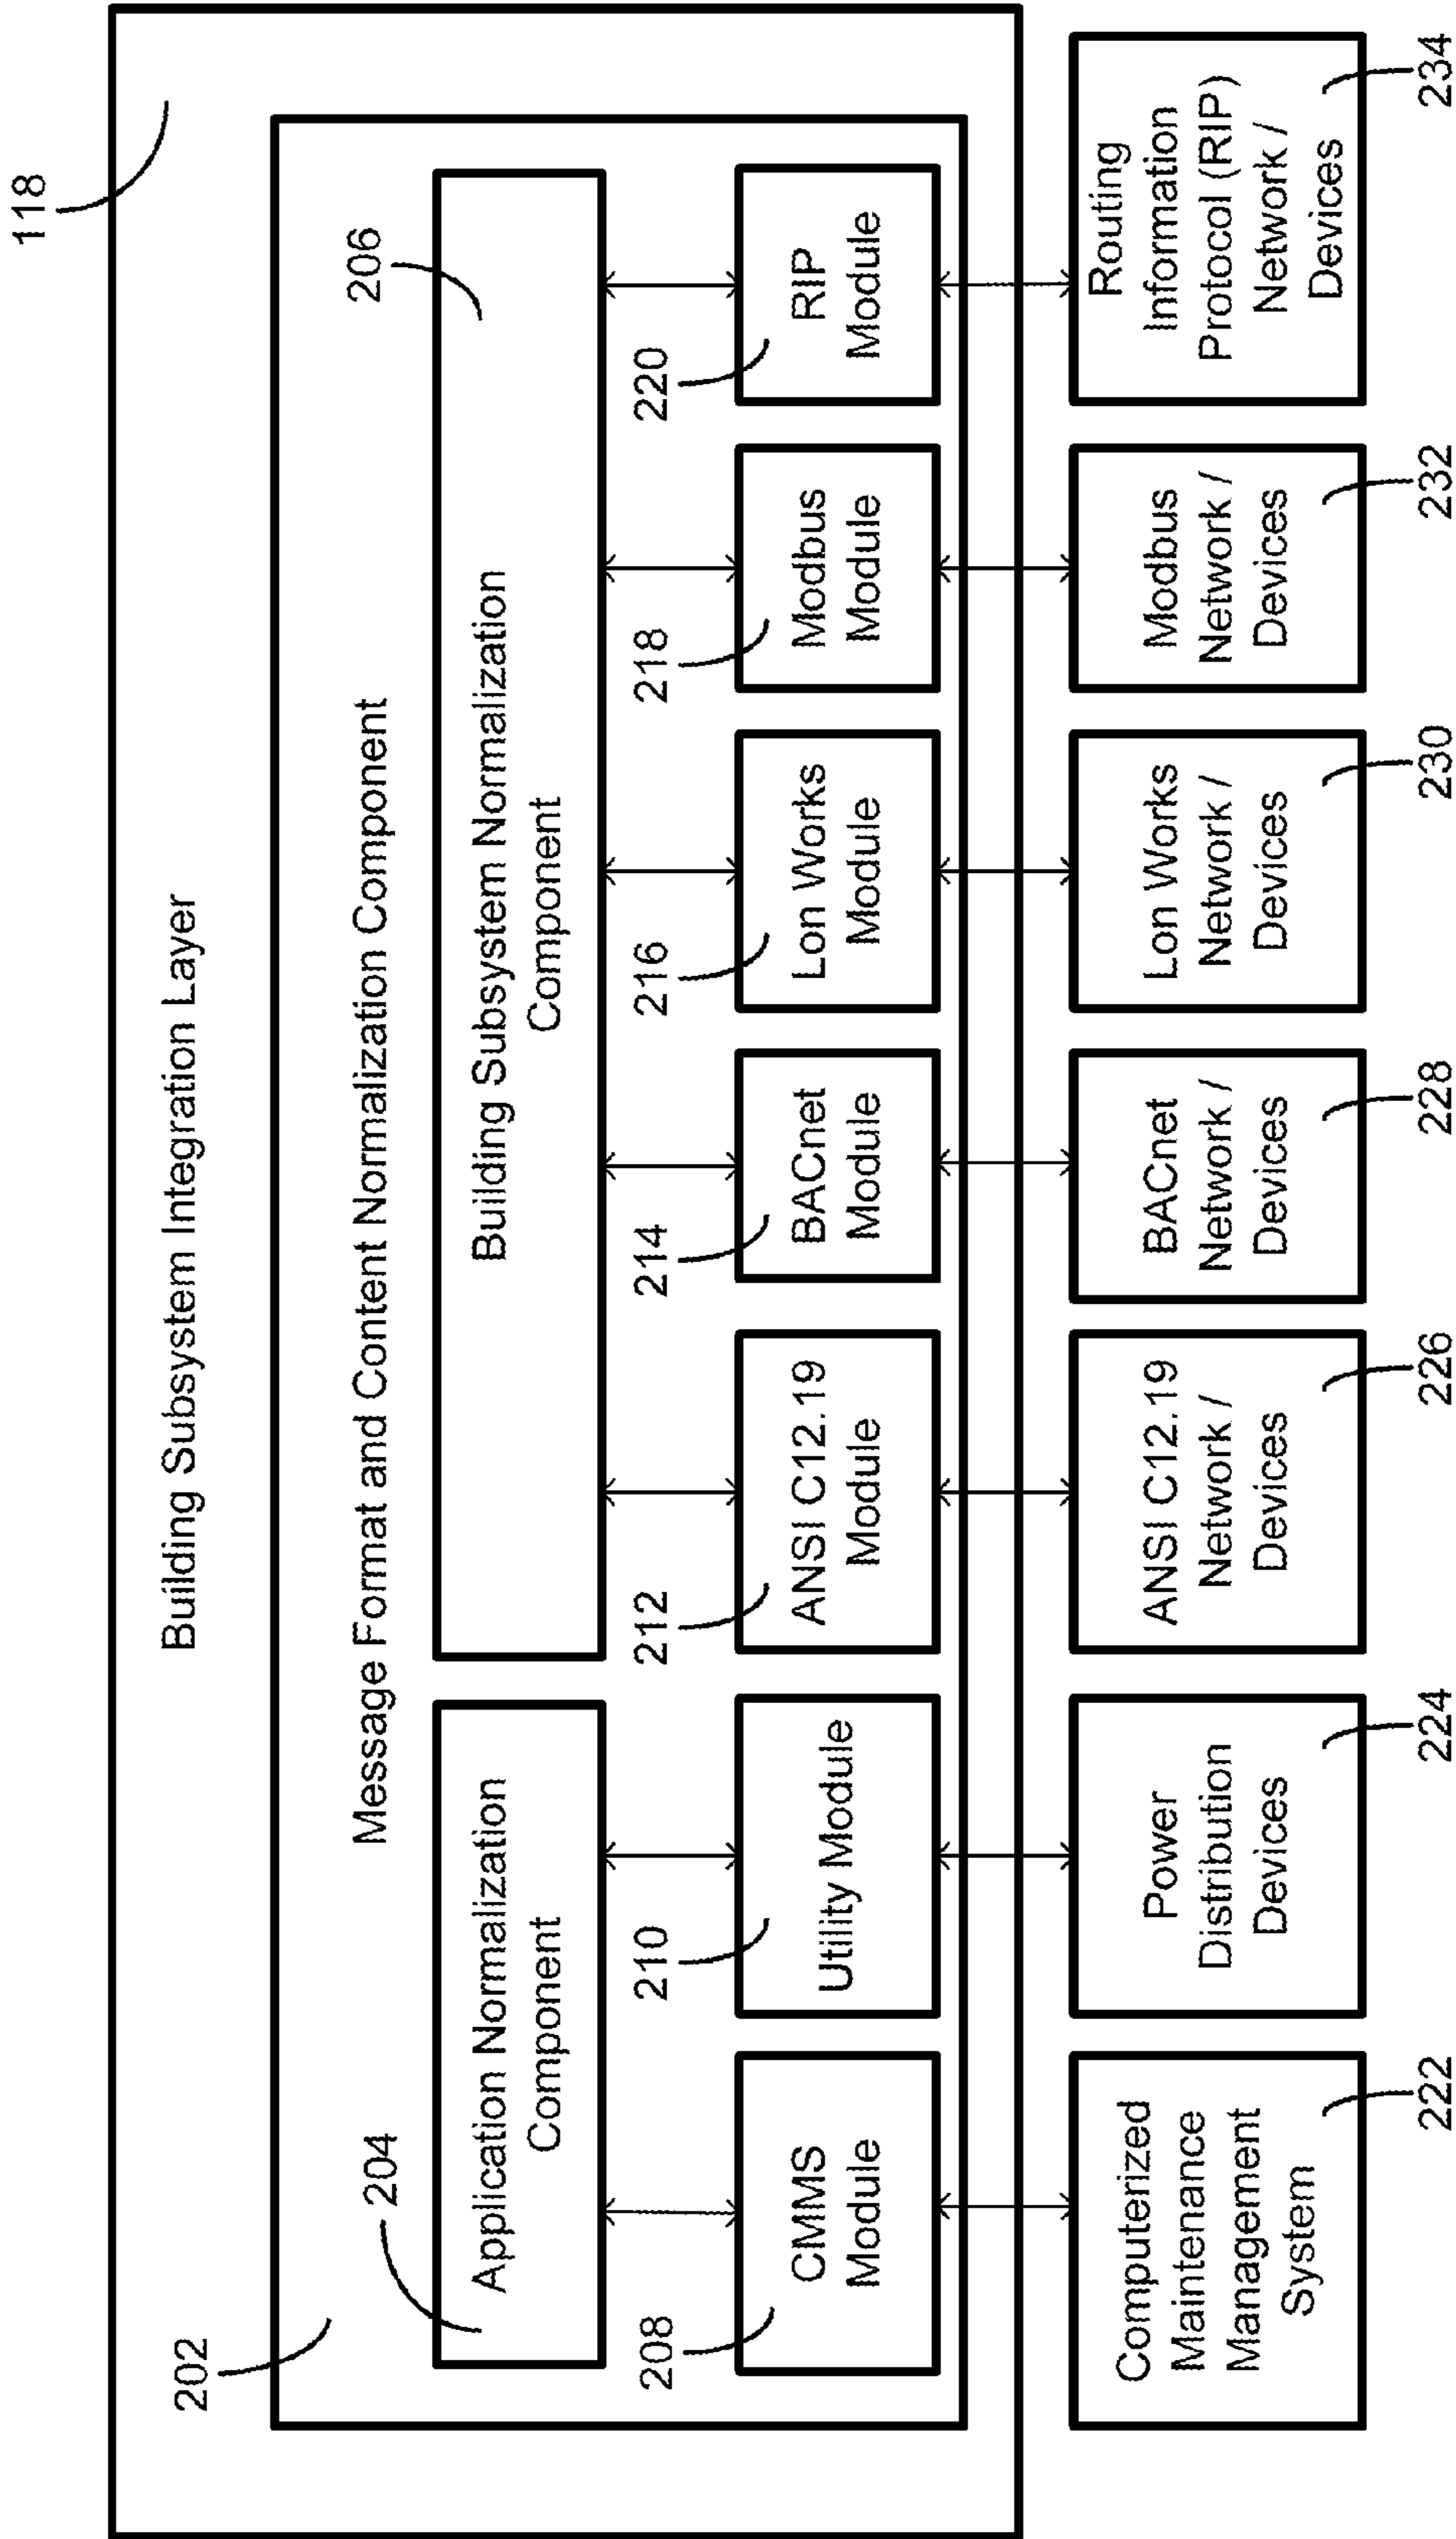 118
Building Subsystem Integration Layer
202
Message Format and Content Normalization Component
204
Application Normalization
Component
206
Building Subsystem Normalization
Component
208
CMMS
Module
210
Utility Module
212
ANSI C12.19
Module
214
BACnet
Module
216
Lon Works
Module
218
Modbus
Module
220
RIP
Module
Computerized
Maintenance
Management
System
222
Power
Distribution
Devices
224
ANSI C12.19
Network /
Devices
226
BACnet
Network /
Devices
228
Lon Works
Network /
Devices
230
Modbus
Network /
Devices
232
Routing
Information
Protocol (RIP)
Network /
Devices
234